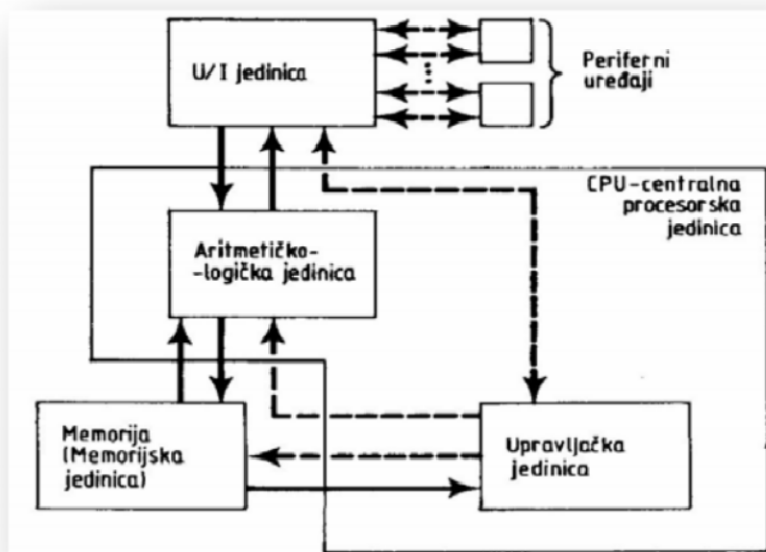 U/I jedinica
Periferni
uređaji
CPU-centralna
procesorska
jedinica
Aritmetičko-
-logička jedinica
Memorija
(Memorijska
jedinica)
Upravljačka
jedinica